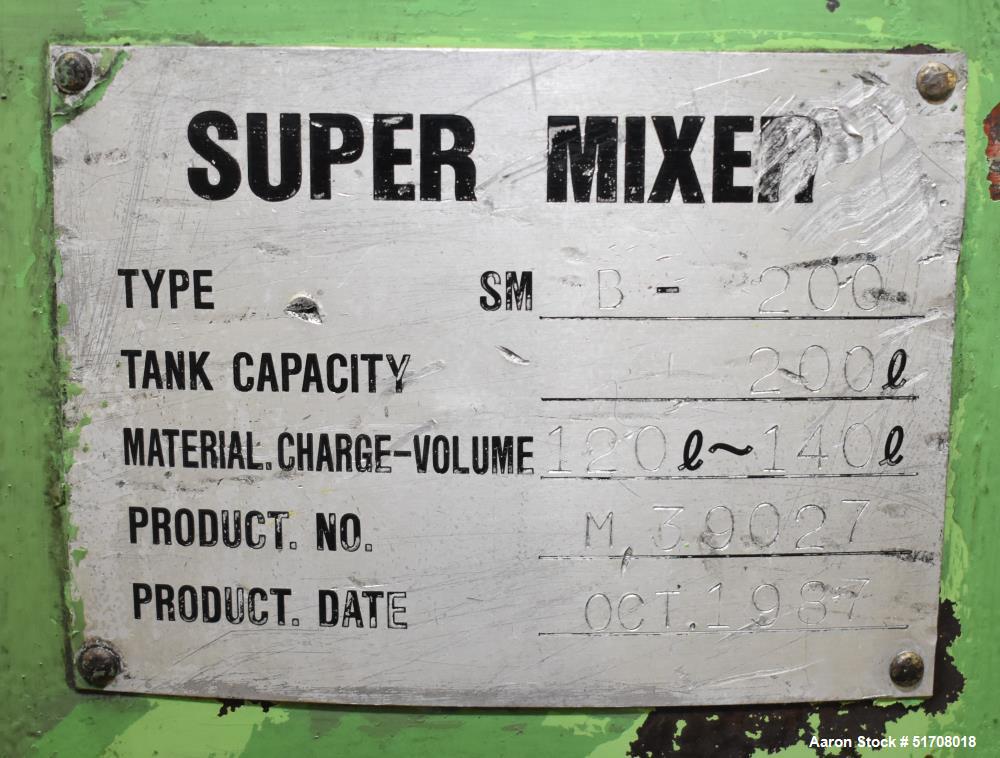 SUPER MIXER
TYPE SM B - 200
TANK CAPACITY 200ℓ
MATERIAL.CHARGE-VOLUME 120ℓ~140ℓ
PRODUCT. NO. M,39027
PRODUCT. DATE OCT.1987
Aaron Stock # 51708018